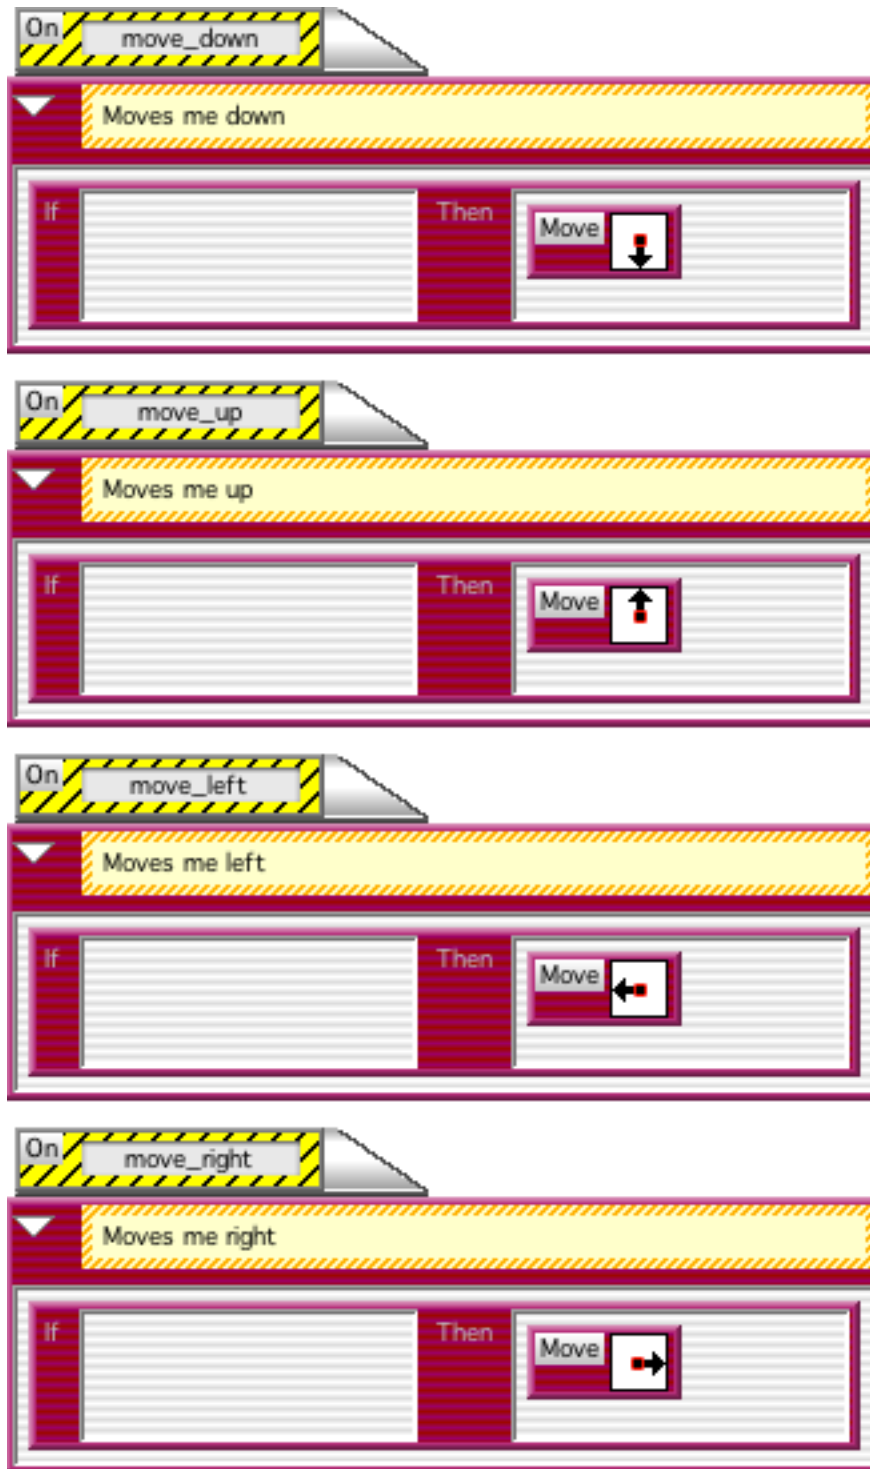 On move_down
Moves me down
If Then Move
On move_up
Moves me up
If Then Move
On move_left
Moves me left
If Then Move
On move_right
Moves me right
If Then Move